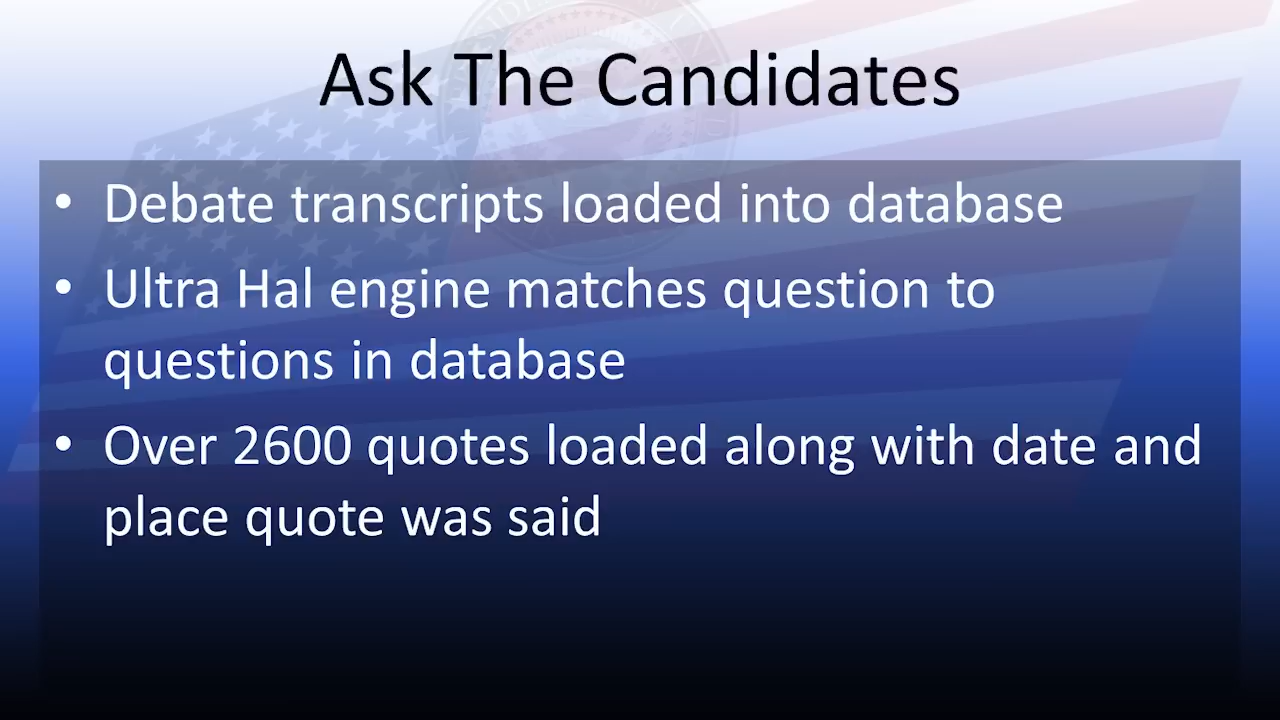 Ask The Candidates
• Debate transcripts loaded into database
• Ultra Hal engine matches question to
questions in database
• Over 2600 quotes loaded along with date and
place quote was said